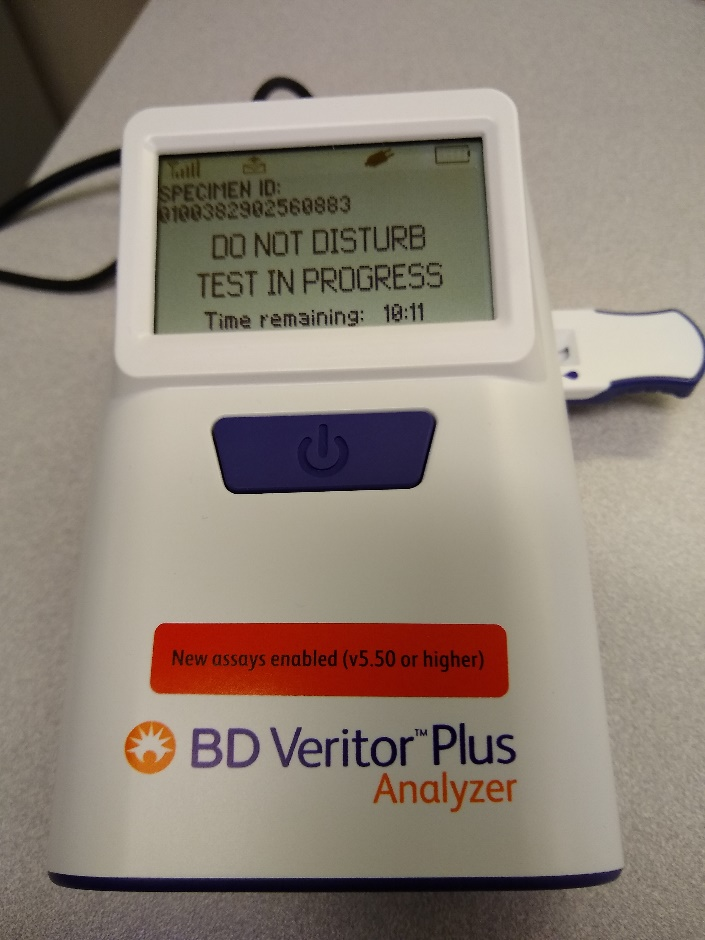 SPECIMEN ID:
0100382902560883
DO NOT DISTURB
TEST IN PROGRESS
Time remaining: 10:11
New assays enabled (v5.50 or higher)
BD Veritor™ Plus
Analyzer